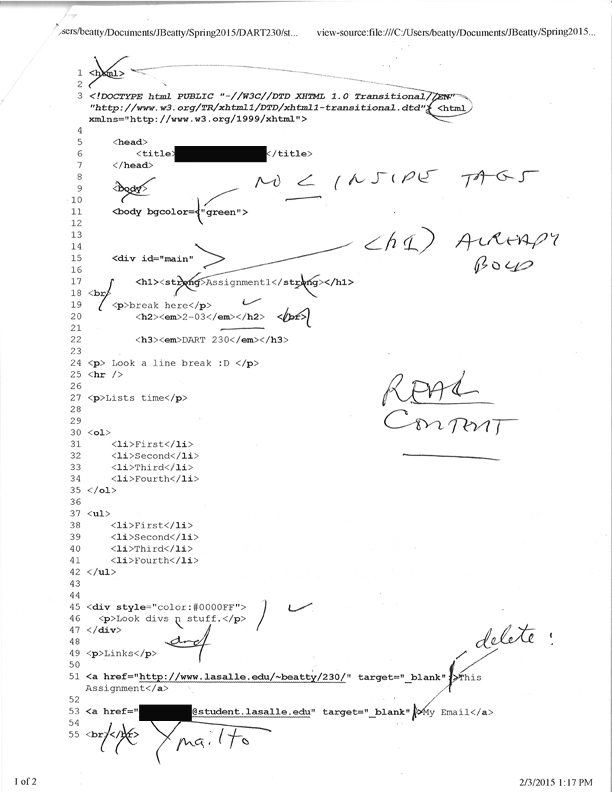 sers/beatty/Documents/JBeatty/Spring2015/DART230/st... view-source:file:///C:/Users/beatty/Documents/JBeatty/Spring2015...
1 <html>
2
3 <!DOCTYPE html PUBLIC "-//W3C//DTD XHTML 1.0 Transitional//EN"
"http://www.w3.org/TR/xhtml1/DTD/xhtml1-transitional.dtd"> <html
xmlns="http://www.w3.org/1999/xhtml">
4
5 <head>
6 <title></title>
7 </head>
8
NO < INSIDE TAGS
9 <body>
10
11 <body bgcolor=<"green">
12
13
14
<h1) ALREADY
BOLD
15 <div id="main"
16
17 <h1><strong>Assignment1</strong></h1>
18 <br>
19 <p>break here</p>
20 <h2><em>2-03</em></h2> </br>
21
22 <h3><em>DART 230</em></h3>
23
24 <p> Look a line break :D </p>
25 <hr />
26
REAL
CONTENT
27 <p>Lists time</p>
28
29
30 <ol>
31 <li>First</li>
32 <li>Second</li>
33 <li>Third</li>
34 <li>Fourth</li>
35 </ol>
36
37 <ul>
38 <li>First</li>
39 <li>Second</li>
40 <li>Third</li>
41 <li>Fourth</li>
42 </ul>
43
44
45 <div style="color:#0000FF">
46 <p>Look divs n stuff.</p>
47 </div>
48
and
delete!
49 <p>Links</p>
50
51 <a href="http://www.lasalle.edu/~beatty/230/" target="_blank" >This
Assignment</a>
52
53 <a href="@student.lasalle.edu" target="_blank" >My Email</a>
54
55 <br></br>
mailto
1 of 2 2/3/2015 1:17 PM